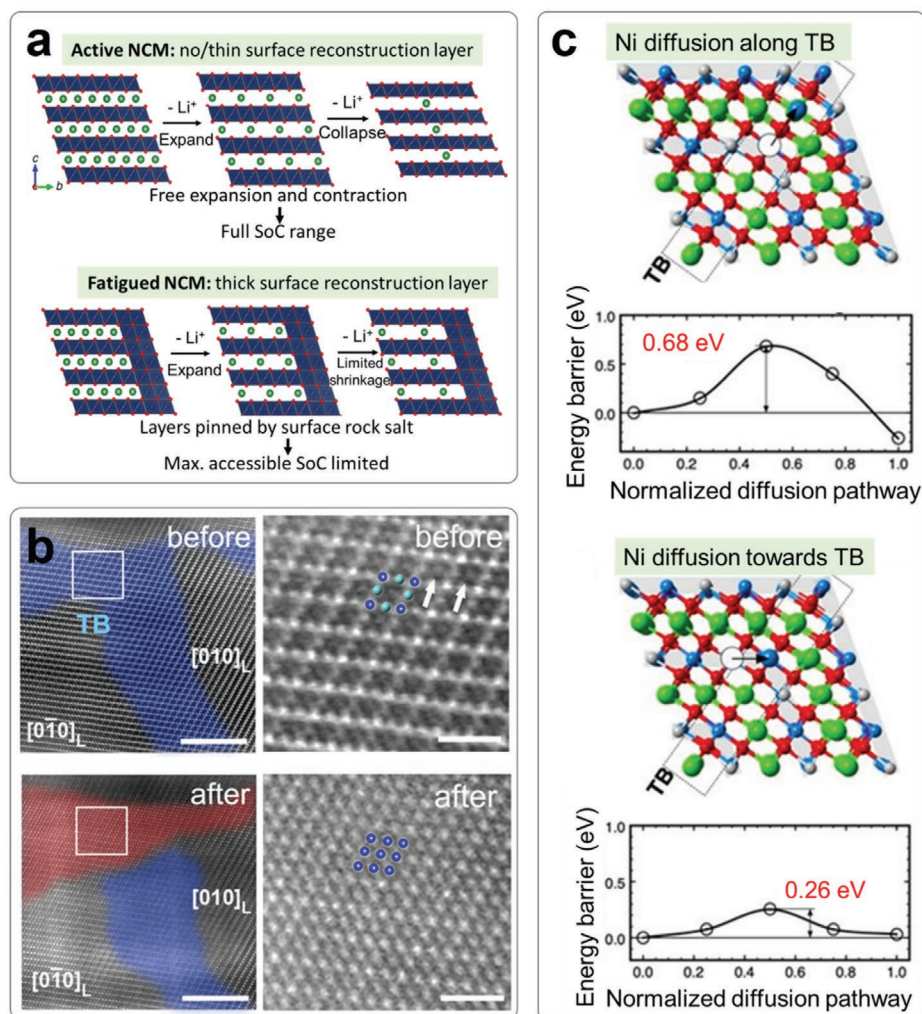 a
Active NCM: no/thin surface reconstruction layer
- Li⁺
Expand
- Li⁺
Collapse
c
b
Free expansion and contraction
Full SoC range
Fatigued NCM: thick surface reconstruction layer
- Li⁺
Expand
- Li⁺
Limited
shrinkage
Layers pinned by surface rock salt
Max. accessible SoC limited
b
before
TB
[010]L
[01̄0]L
before
after
[010]L
[01̄0]L
after
c
Ni diffusion along TB
TB
Energy barrier (eV)
1.0
0.5
0.0
0.68 eV
0.0 0.2 0.4 0.6 0.8 1.0
Normalized diffusion pathway
Ni diffusion towards TB
TB
Energy barrier (eV)
1.0
0.5
0.0
0.26 eV
0.0 0.2 0.4 0.6 0.8 1.0
Normalized diffusion pathway